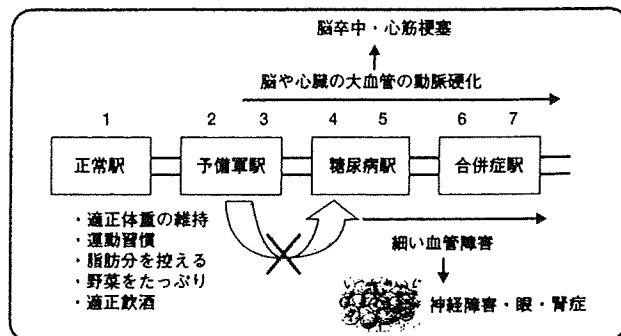 脳卒中・心筋梗塞
脳や心臓の大血管の動脈硬化
1 2 3 4 5 6 7
正常駅 予備軍駅 糖尿病駅 合併症駅
・適正体重の維持
・運動習慣
・脂肪分を控える
・野菜をたっぷり
・適正飲酒
細い血管障害
神経障害・眼・腎症